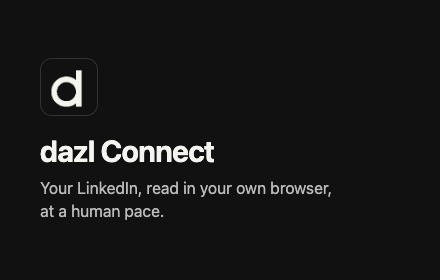 d
dazl Connect
Your LinkedIn, read in your own browser,
at a human pace.